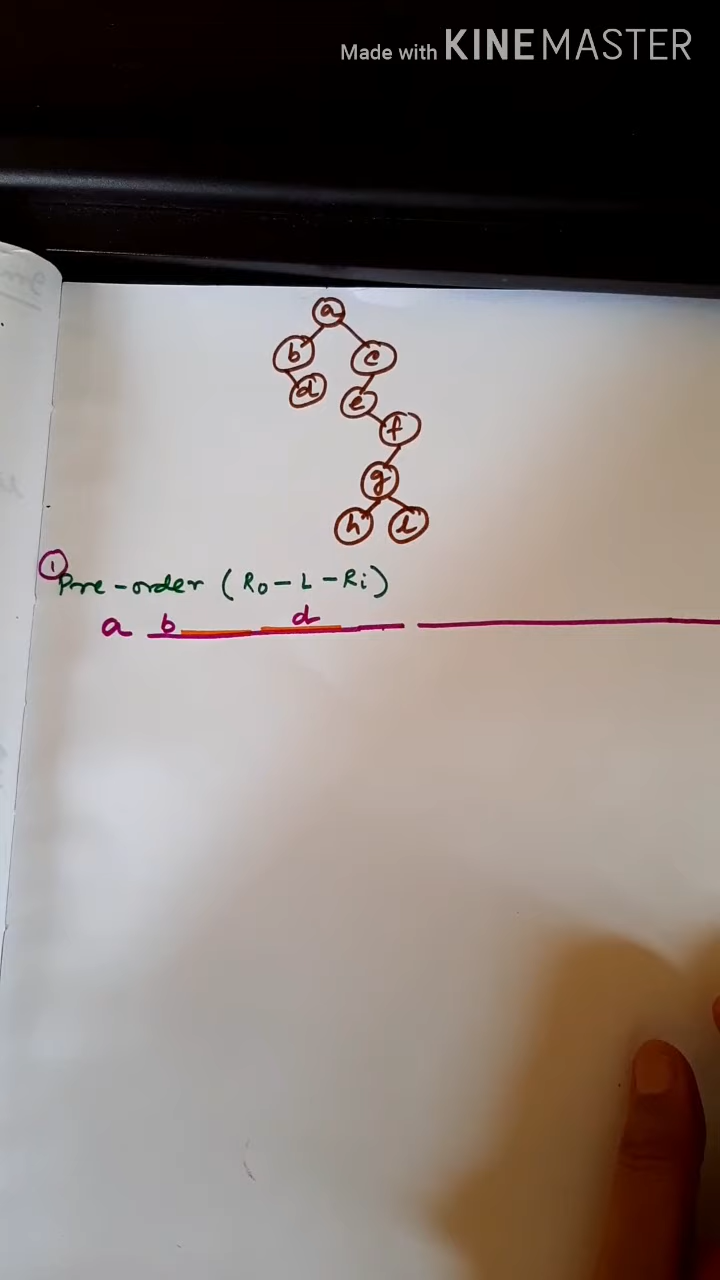 Made with KINEMASTER
a
b c
d e
f
g
h i
1
Pre-order (Ro-L-Ri)
a b d